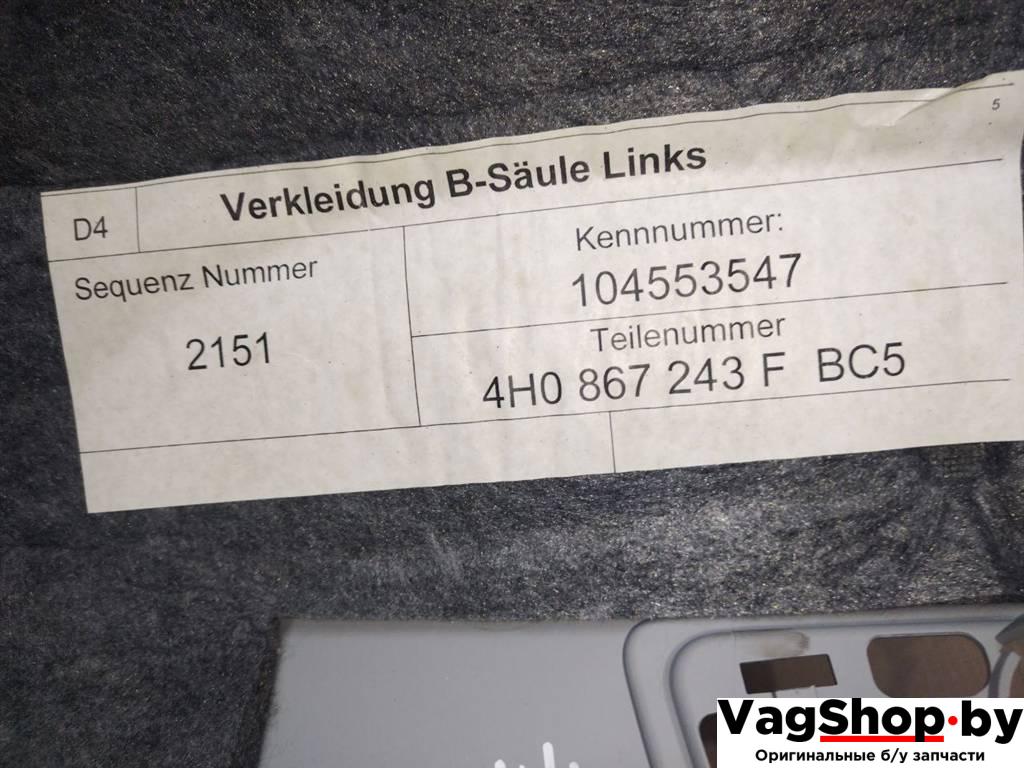 5
D4
Verkleidung B-Säule Links
Sequenz Nummer
2151
Kennnummer:
104553547
Teilenummer
4H0 867 243 F BC5
VagShop.by
Оригинальные б/у запчасти